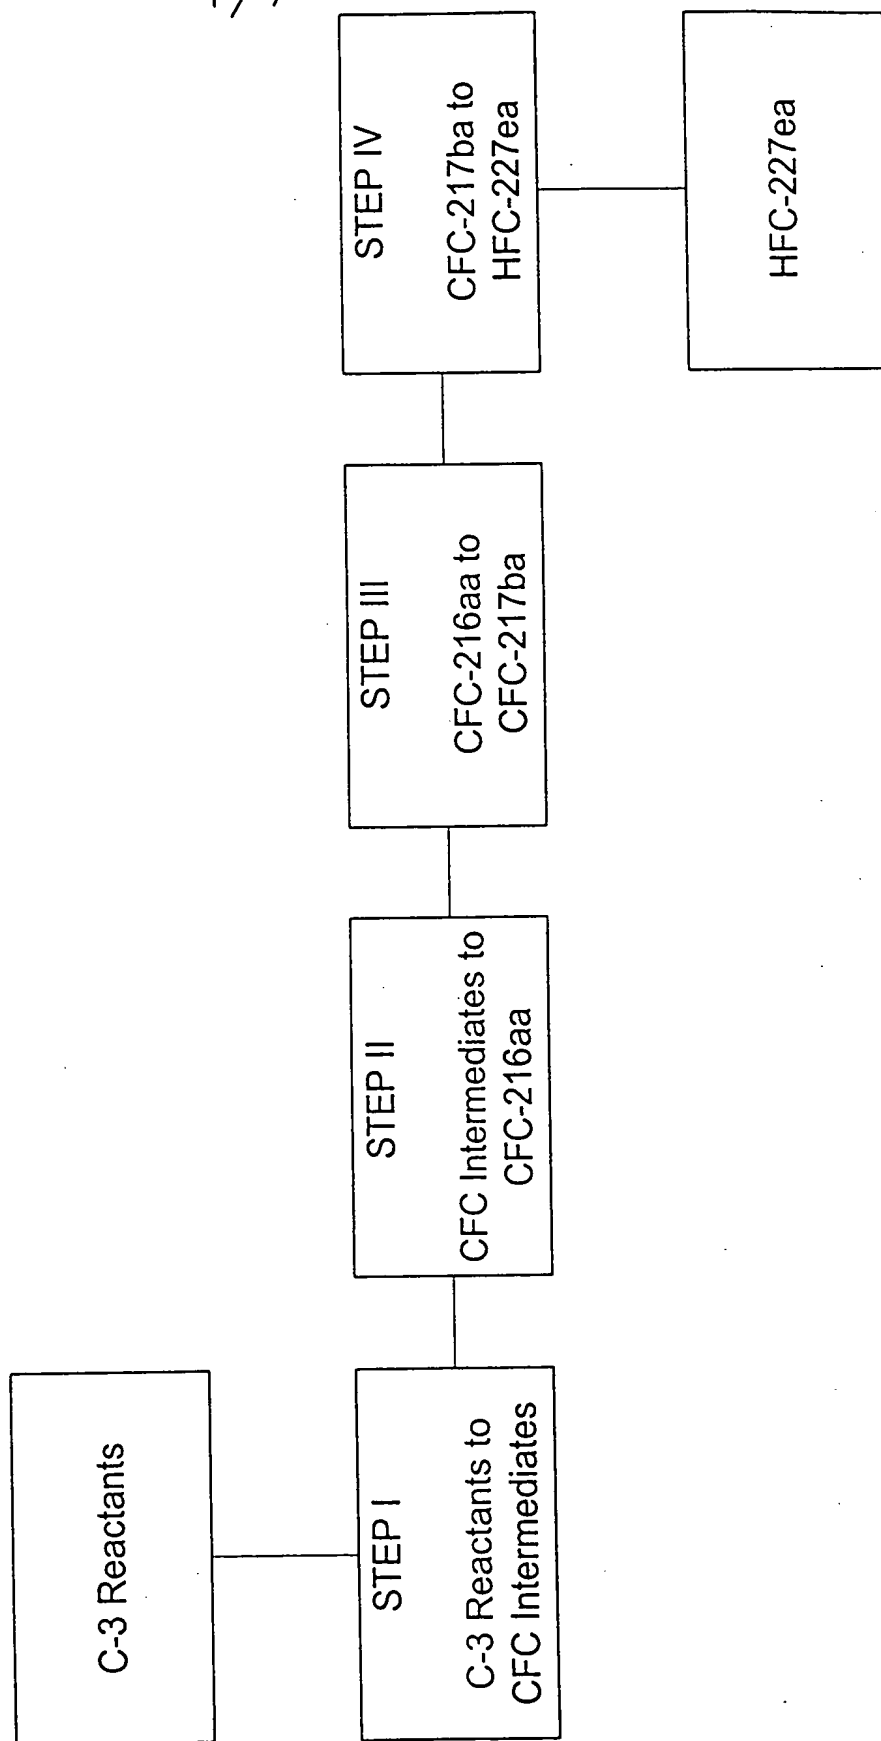 C-3 Reactants
STEP I
C-3 Reactants to
CFC Intermediates
STEP II
CFC Intermediates to
CFC-216aa
STEP III
CFC-216aa to
CFC-217ba
STEP IV
CFC-217ba to
HFC-227ea
HFC-227ea